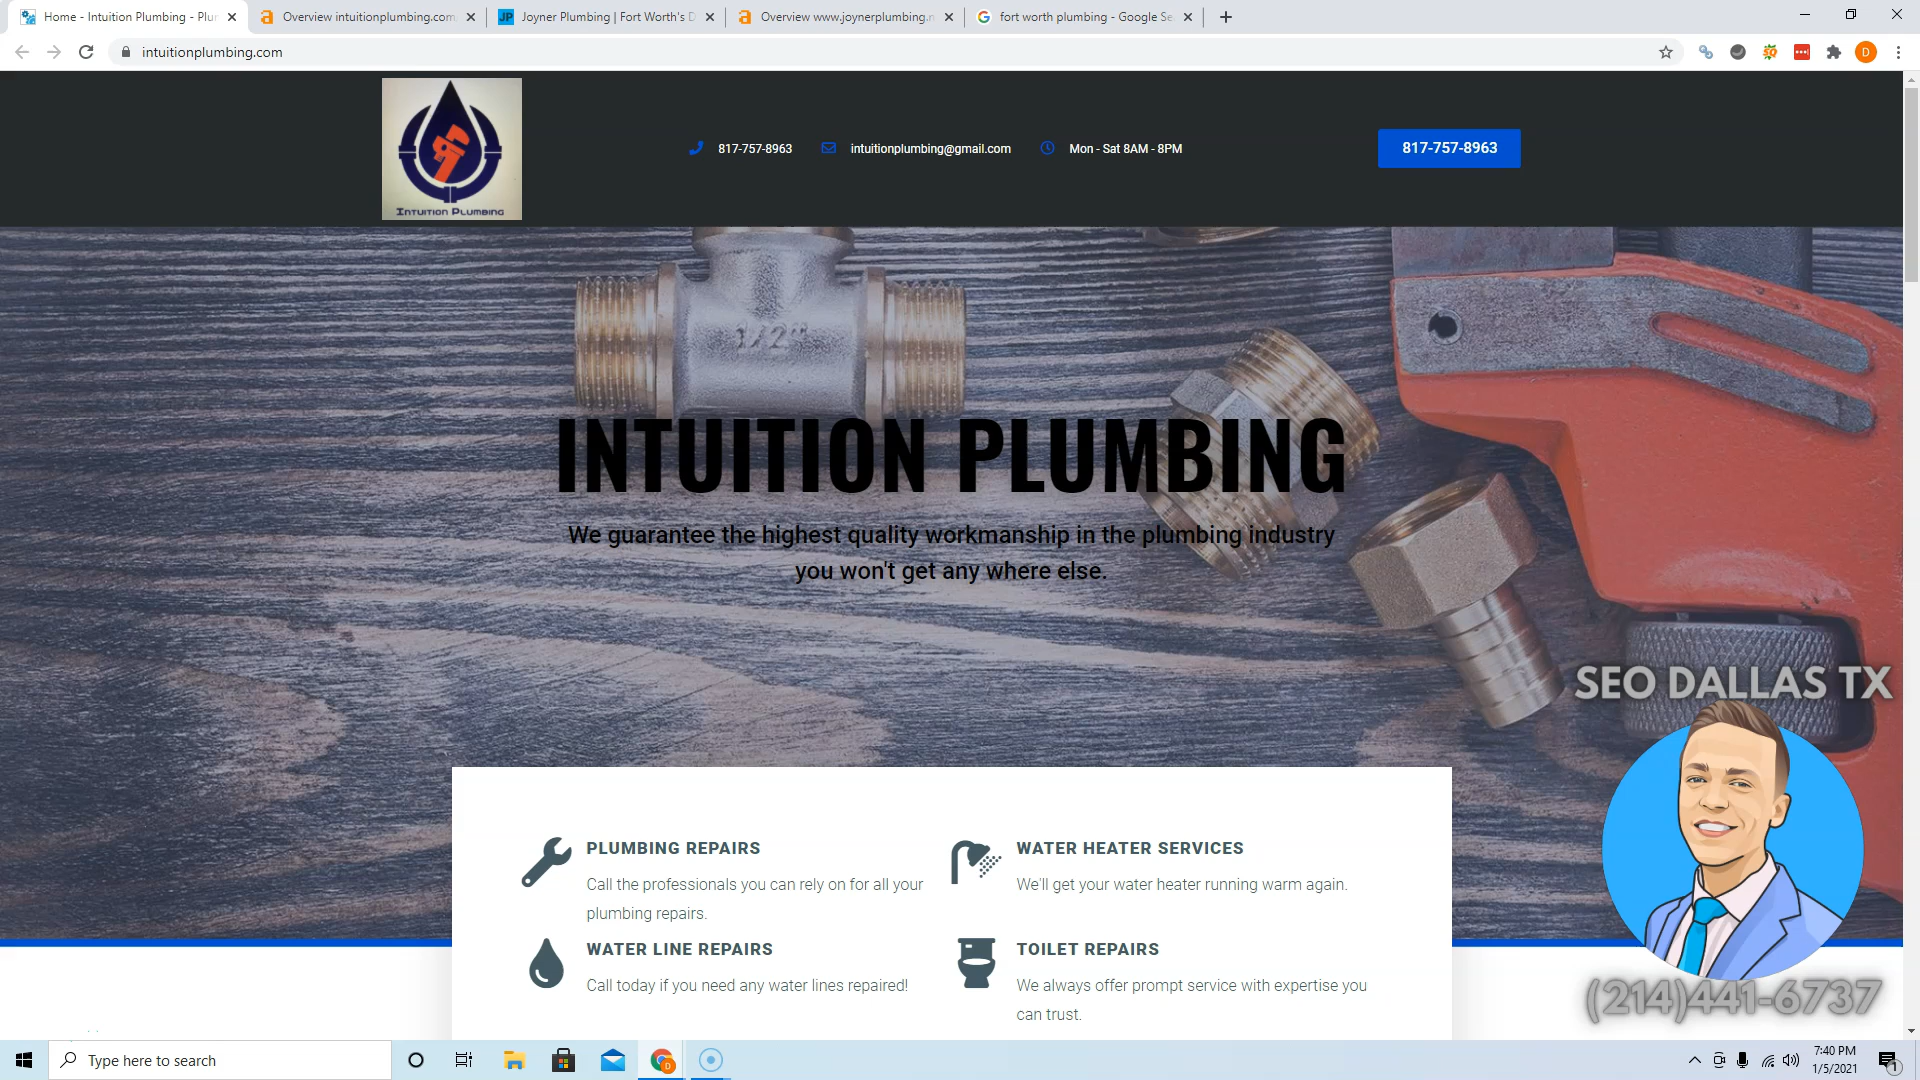 Home - Intuition Plumbing - Plur
Overview intuitionplumbing.com
Joyner Plumbing | Fort Worth's D
Overview www.joynerplumbing.n
fort worth plumbing - Google Se
intuitionplumbing.com
D
INTUITION PLUMBING
817-757-8963
intuitionplumbing@gmail.com
Mon - Sat 8AM - 8PM
817-757-8963
1/2"
INTUITION PLUMBING
We guarantee the highest quality workmanship in the plumbing industry
you won't get any where else.
SEO DALLAS TX
PLUMBING REPAIRS
Call the professionals you can rely on for all your
plumbing repairs.
WATER HEATER SERVICES
We'll get your water heater running warm again.
WATER LINE REPAIRS
Call today if you need any water lines repaired!
TOILET REPAIRS
We always offer prompt service with expertise you
can trust.
(214)441-6737
Type here to search
7:40 PM
1/5/2021
1